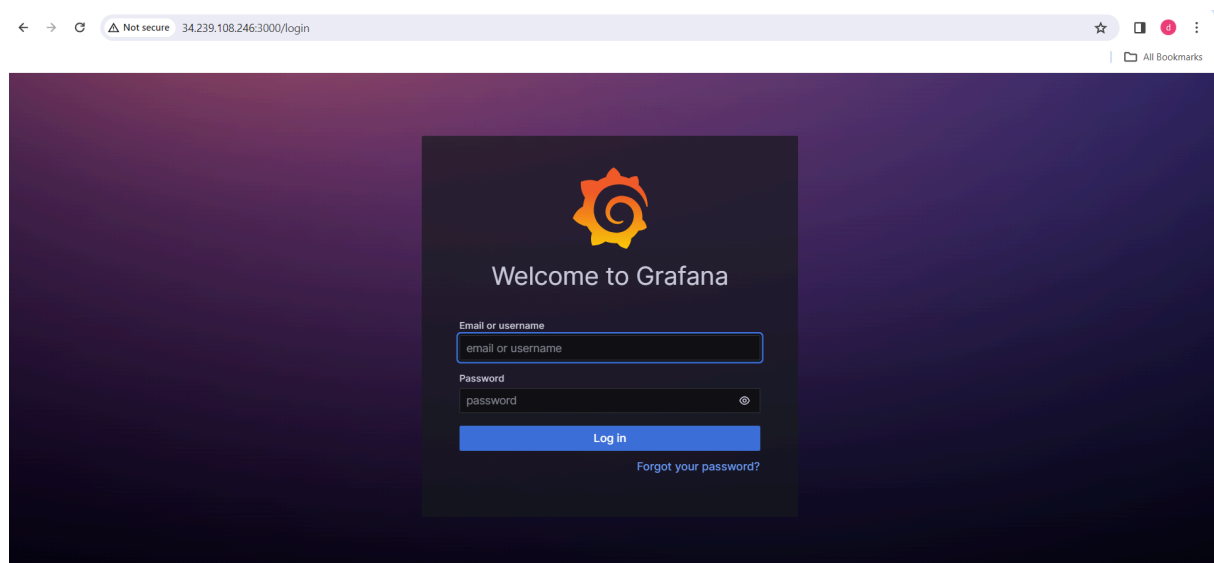 Not secure 34.239.108.246:3000/login
d
All Bookmarks
Welcome to Grafana
Email or username
email or username
Password
password
Log in
Forgot your password?